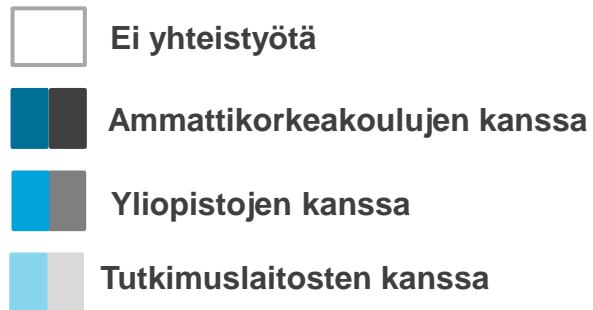 Ei yhteistyötä
Ammattikorkeakoulujen kanssa
Yliopistojen kanssa
Tutkimuslaitosten kanssa